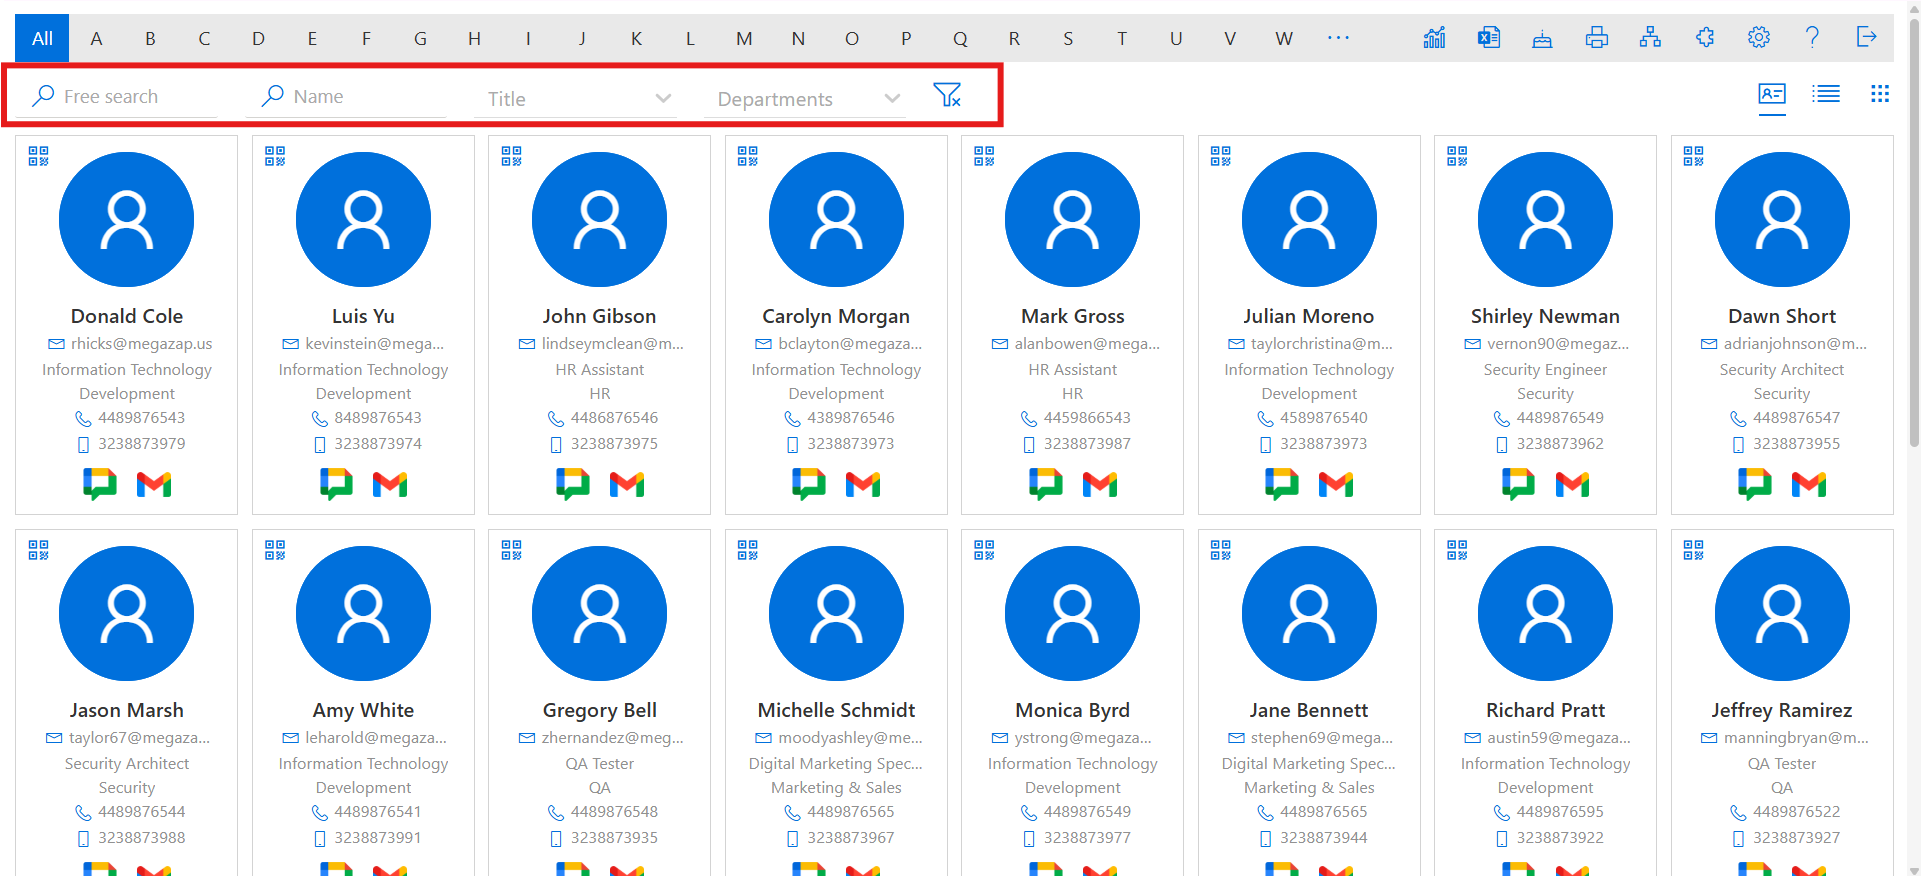 All A B C D E F G H I J K L M N O P Q R S T U V W ...
Free search Name Title Departments
Donald Cole Luis Yu John Gibson Carolyn Morgan Mark Gross Julian Moreno Shirley Newman Dawn Short
rhicks@megazap.us kevinstein@mega... lindseymclean@m... bclayton@megaza... alanbowen@mega... taylorchristina@m... vernon90@megaz... adrianjohnson@m...
Information Technology Information Technology HR Assistant Information Technology HR Assistant Information Technology Security Engineer Security Architect
Development Development HR Development HR Development Security Security
4489876543 8489876543 4486876546 4389876546 4459866543 4589876540 4489876549 4489876547
3238873979 3238873974 3238873975 3238873973 3238873987 3238873973 3238873962 3238873955
Jason Marsh Amy White Gregory Bell Michelle Schmidt Monica Byrd Jane Bennett Richard Pratt Jeffrey Ramirez
taylor67@megaza... leharold@megaza... zhernandez@meg... moodyashley@me... ystrong@megaza... stephen69@mega... austin59@megaza... manningbryan@m...
Security Architect Information Technology QA Tester Digital Marketing Spec... Information Technology Digital Marketing Spec... Information Technology QA Tester
Security Development QA Marketing & Sales Development Marketing & Sales Development QA
4489876544 4489876541 4489876548 4489876565 4489876549 4489876565 4489876595 4489876522
3238873988 3238873991 3238873935 3238873967 3238873977 3238873944 3238873922 3238873927